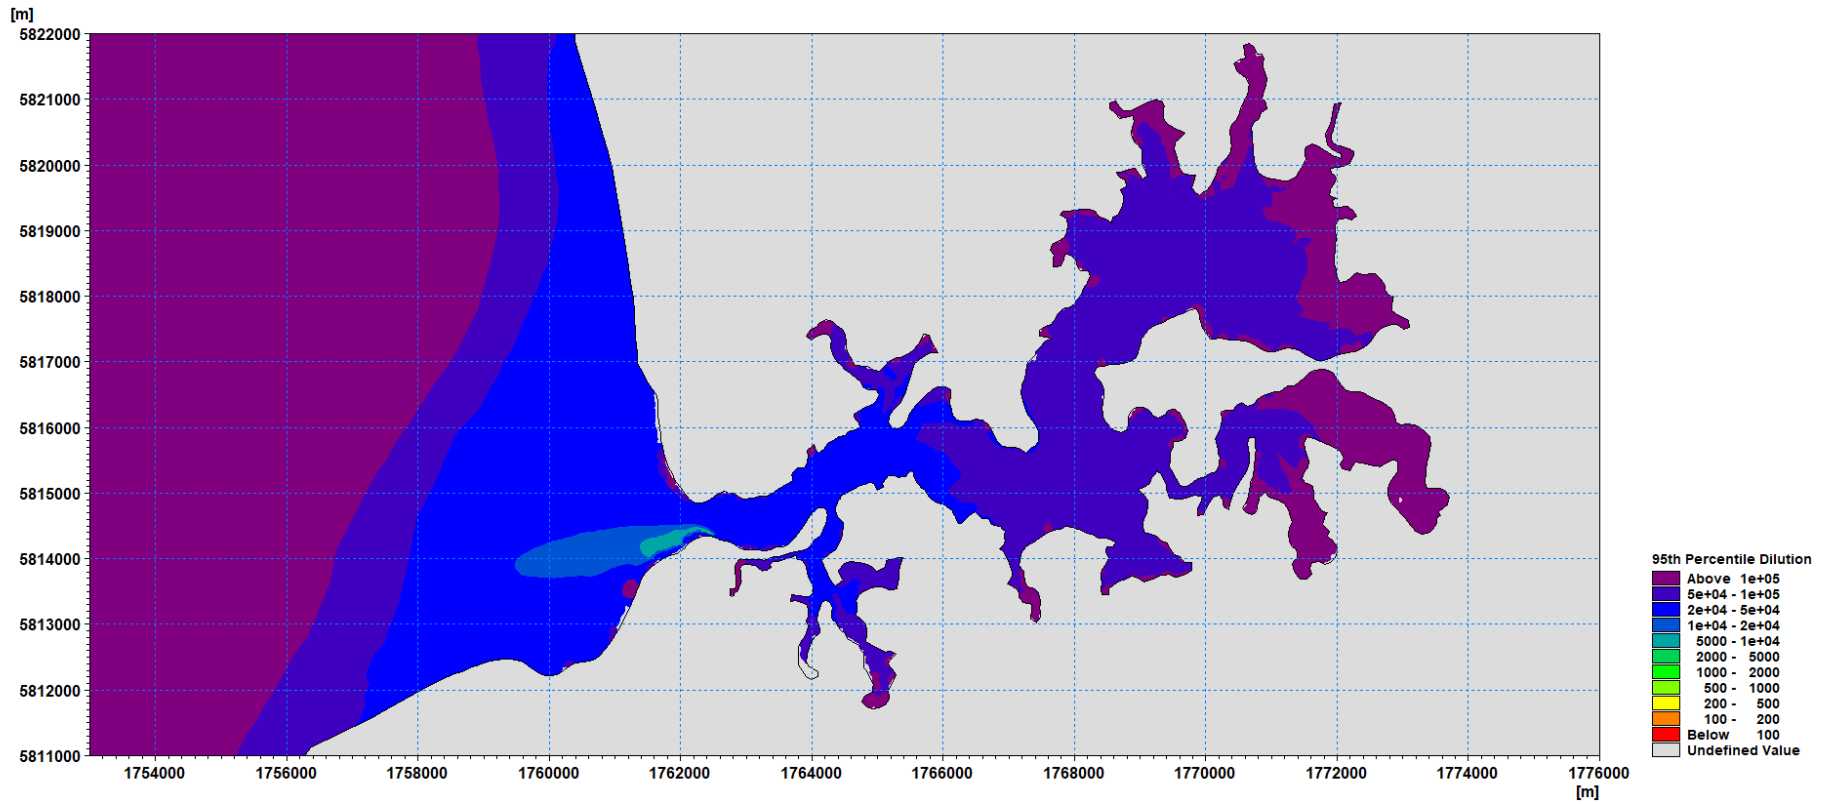 [m]
5822000
5821000
5820000
5819000
5818000
5817000
5816000
5815000
5814000
5813000
5812000
5811000
1754000 1756000 1758000 1760000 1762000 1764000 1766000 1768000 1770000 1772000 1774000 1776000
[m]
95th Percentile Dilution
Above 1e+05
5e+04 - 1e+05
2e+04 - 5e+04
1e+04 - 2e+04
5000 - 1e+04
2000 - 5000
1000 - 2000
500 - 1000
200 - 500
100 - 200
Below 100
Undefined Value